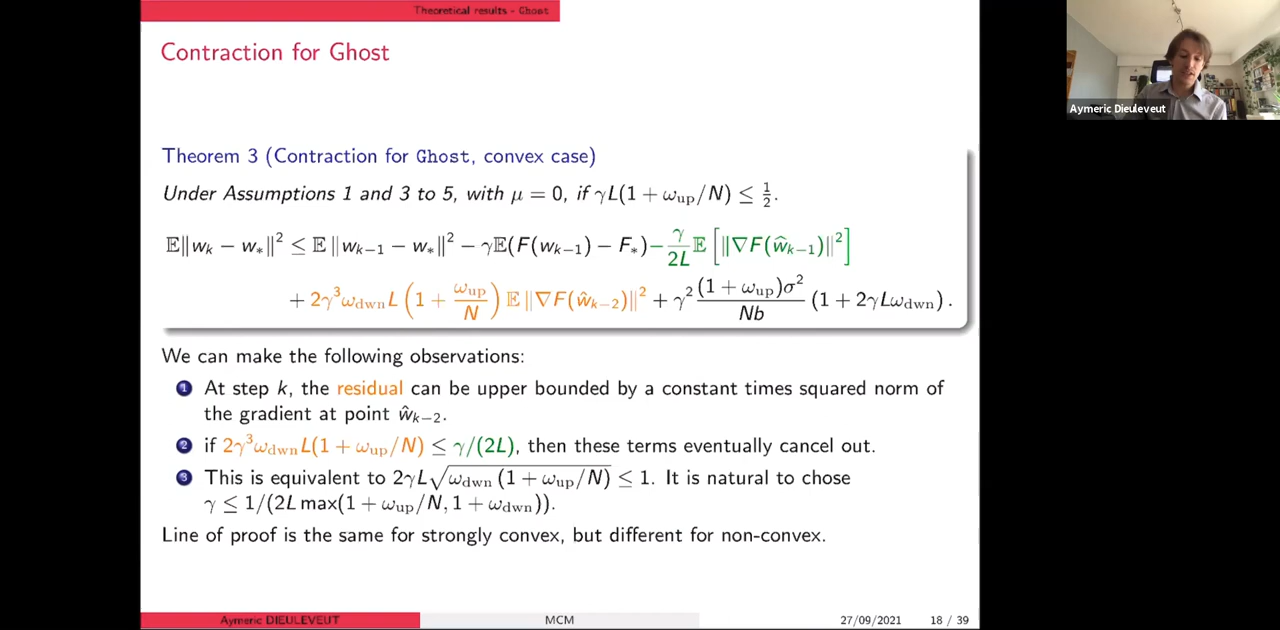 Theoretical results - Ghost
Contraction for Ghost
Aymeric Dieuleveut
Theorem 3 (Contraction for Ghost, convex case)
Under Assumptions 1 and 3 to 5, with μ = 0, if γL(1 + ω_up/N) ≤ 1/2.
𝔼‖w_k − w_*‖² ≤ 𝔼 ‖w_{k−1} − w_*‖² − γ𝔼(F(w_{k−1}) − F_*) − γ/2L 𝔼 [‖∇F(ŵ_{k−1})‖²]
+ 2γ³ω_dwn L (1 + ω_up/N) 𝔼 ‖∇F(ŵ_{k−2})‖² + γ² (1 + ω_up)σ²/Nb (1 + 2γLω_dwn) .
We can make the following observations:
1 At step k, the residual can be upper bounded by a constant times squared norm of
the gradient at point ŵ_{k−2}.
2 if 2γ³ω_dwn L(1 + ω_up/N) ≤ γ/(2L), then these terms eventually cancel out.
3 This is equivalent to 2γL√(ω_dwn (1 + ω_up/N)) ≤ 1. It is natural to chose
γ ≤ 1/(2L max(1 + ω_up/N, 1 + ω_dwn)).
Line of proof is the same for strongly convex, but different for non-convex.
Aymeric DIEULEVEUT MCM 27/09/2021 18 / 39